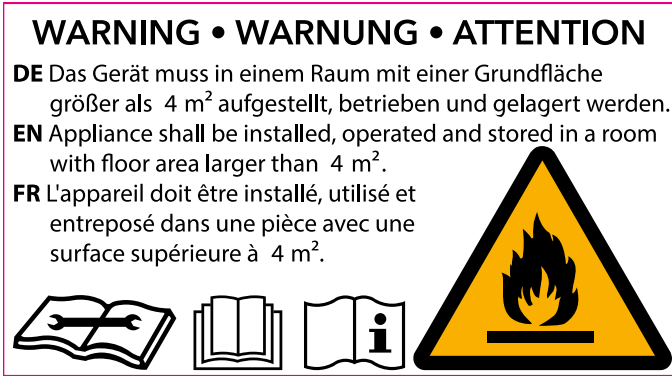 WARNING • WARNUNG • ATTENTION
DE Das Gerät muss in einem Raum mit einer Grundfläche
größer als 4 m² aufgestellt, betrieben und gelagert werden.
EN Appliance shall be installed, operated and stored in a room
with floor area larger than 4 m².
FR L'appareil doit être installé, utilisé et
entreposé dans une pièce avec une
surface supérieure à 4 m².
i